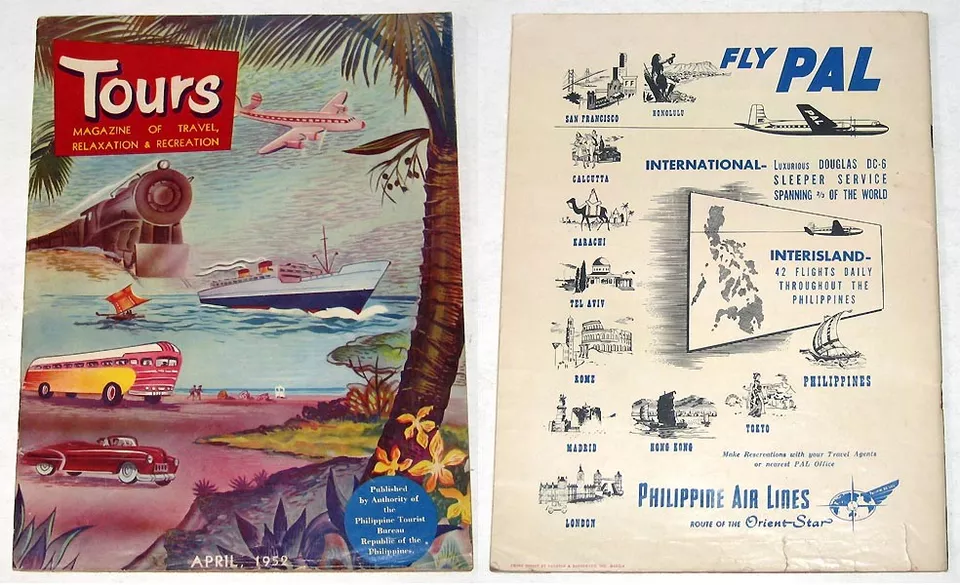 Tours
MAGAZINE OF TRAVEL,
RELAXATION & RECREATION
Published
by Authority of
the
Philippine Tourist
Bureau
Republic of the
Philippines.
APRIL, 1952
FLY PAL
PAL
SAN FRANCISCO
HONOLULU
CALCUTTA
KARACHI
TEL AVIV
ROME
MADRID
HONG KONG
TOKYO
LONDON
INTERNATIONAL- LUXURIOUS DOUGLAS DC-6
SLEEPER SERVICE
SPANNING 2/3 OF THE WORLD
INTERISLAND-
42 FLIGHTS DAILY
THROUGHOUT THE
PHILIPPINES
PHILIPPINES
Make Reservations with your Travel Agents
or nearest PAL Office
PHILIPPINE AIR LINES
ROUTE OF THE Orient-Star